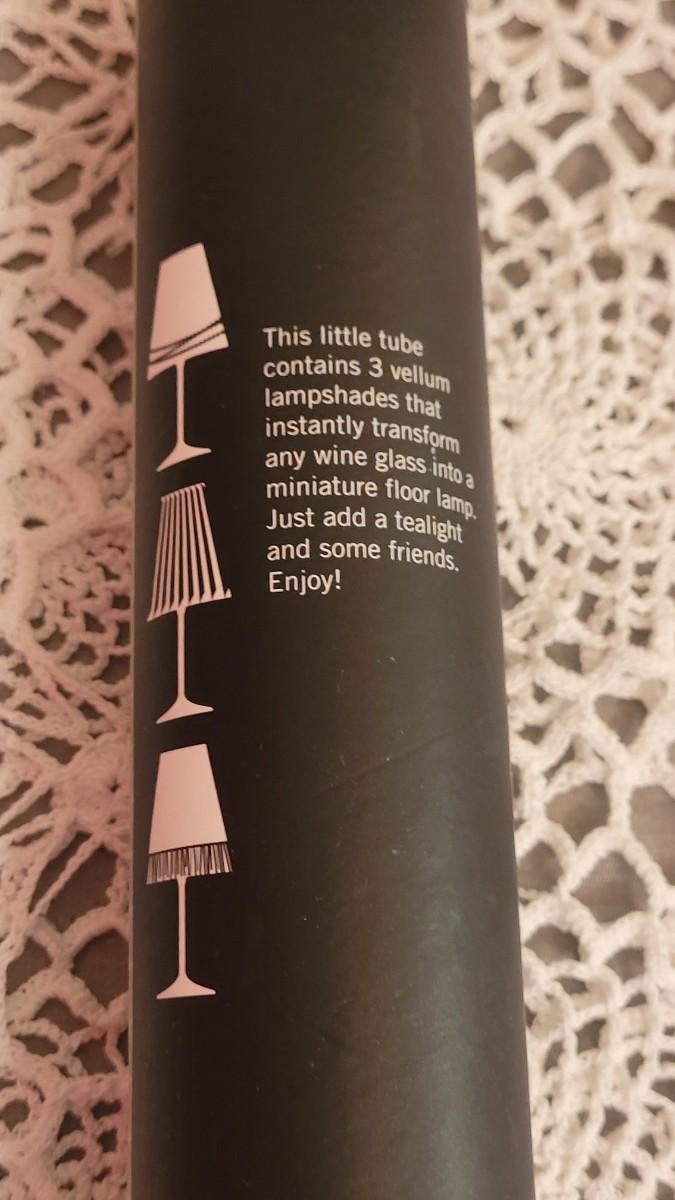 This little tube
contains 3 vellum
lampshades that
instantly transform
any wine glass into a
miniature floor lamp.
Just add a tealight
and some friends.
Enjoy!